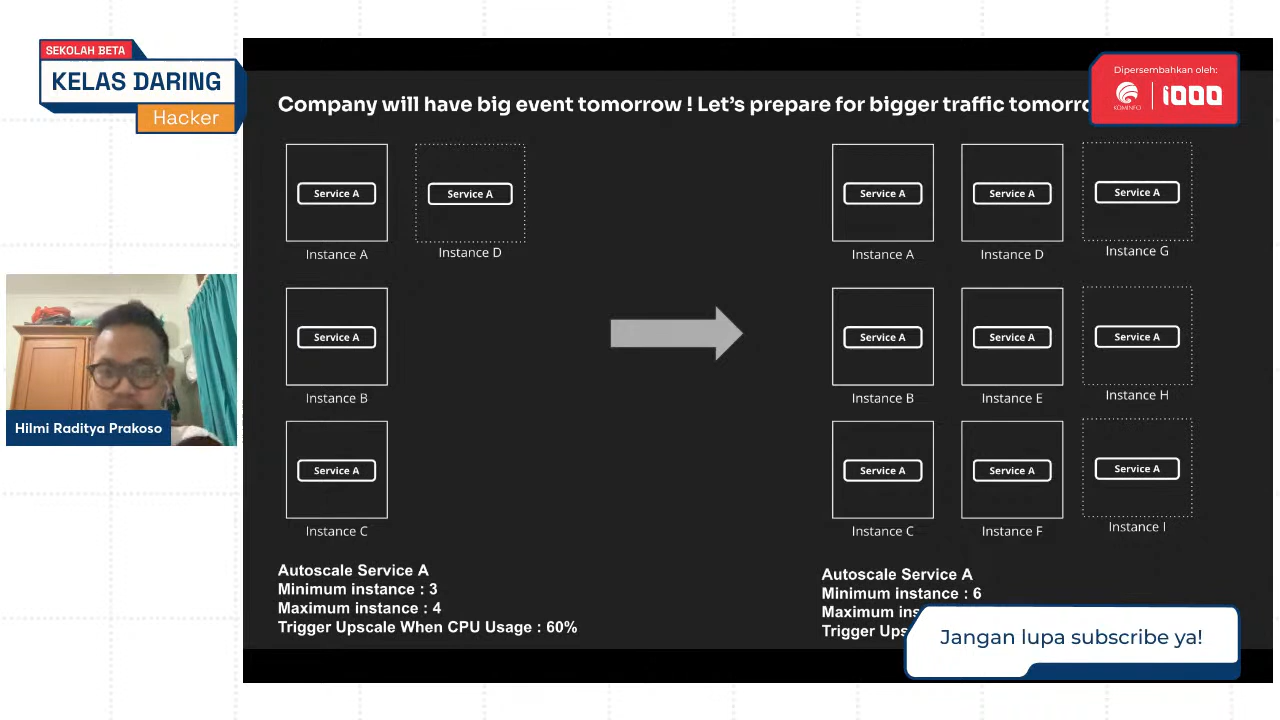 SEKOLAH BETA
KELAS DARING
Hacker
Dipersembahkan oleh:
KOMINFO
1000
Company will have big event tomorrow ! Let's prepare for bigger traffic tomorro
Service A
Instance A
Service A
Instance D
Service A
Instance A
Service A
Instance D
Service A
Instance G
Service A
Instance B
Service A
Instance B
Service A
Instance E
Service A
Instance H
Service A
Instance C
Service A
Instance C
Service A
Instance F
Service A
Instance I
Hilmi Raditya Prakoso
Autoscale Service A
Minimum instance : 3
Maximum instance : 4
Trigger Upscale When CPU Usage : 60%
Autoscale Service A
Minimum instance : 6
Maximum ins
Trigger Ups
Jangan lupa subscribe ya!